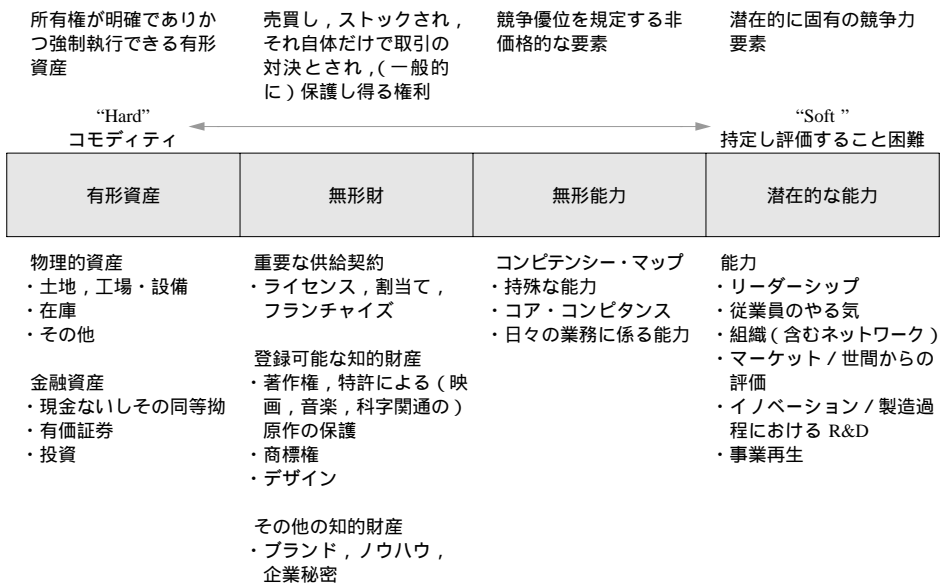 所有権が明確でありか
つ強制執行できる有形
資産
売買し，ストックされ，
それ自体だけで取引の
対決とされ，（一般的
に）保護し得る権利
競争優位を規定する非
価格的な要素
潜在的に固有の競争力
要素
“Hard”
コモディティ
“Soft ”
持定し評価すること困難
有形資産
無形財
無形能力
潜在的な能力
物理的資産
・土地，工場・設備
・在庫
・その他
金融資産
・現金ないしその同等拗
・有価証券
・投資
重要な供給契約
・ライセンス，割当て，
フランチャイズ
登録可能な知的財産
・著作権，特許による（映
画，音楽，科字関通の）
原作の保護
・商標権
・デザイン
その他の知的財産
・ブランド，ノウハウ，
企業秘密
コンピテンシー・マップ
・持殊な能力
・コア・コンピタンス
・日々の業務に係る能力
能力
・リーダーシップ
・従業員のやる気
・組織（含むネットワーク）
・マーケット／世間からの
評価
・イノベーション／製造過
程における R&D
・事業再生